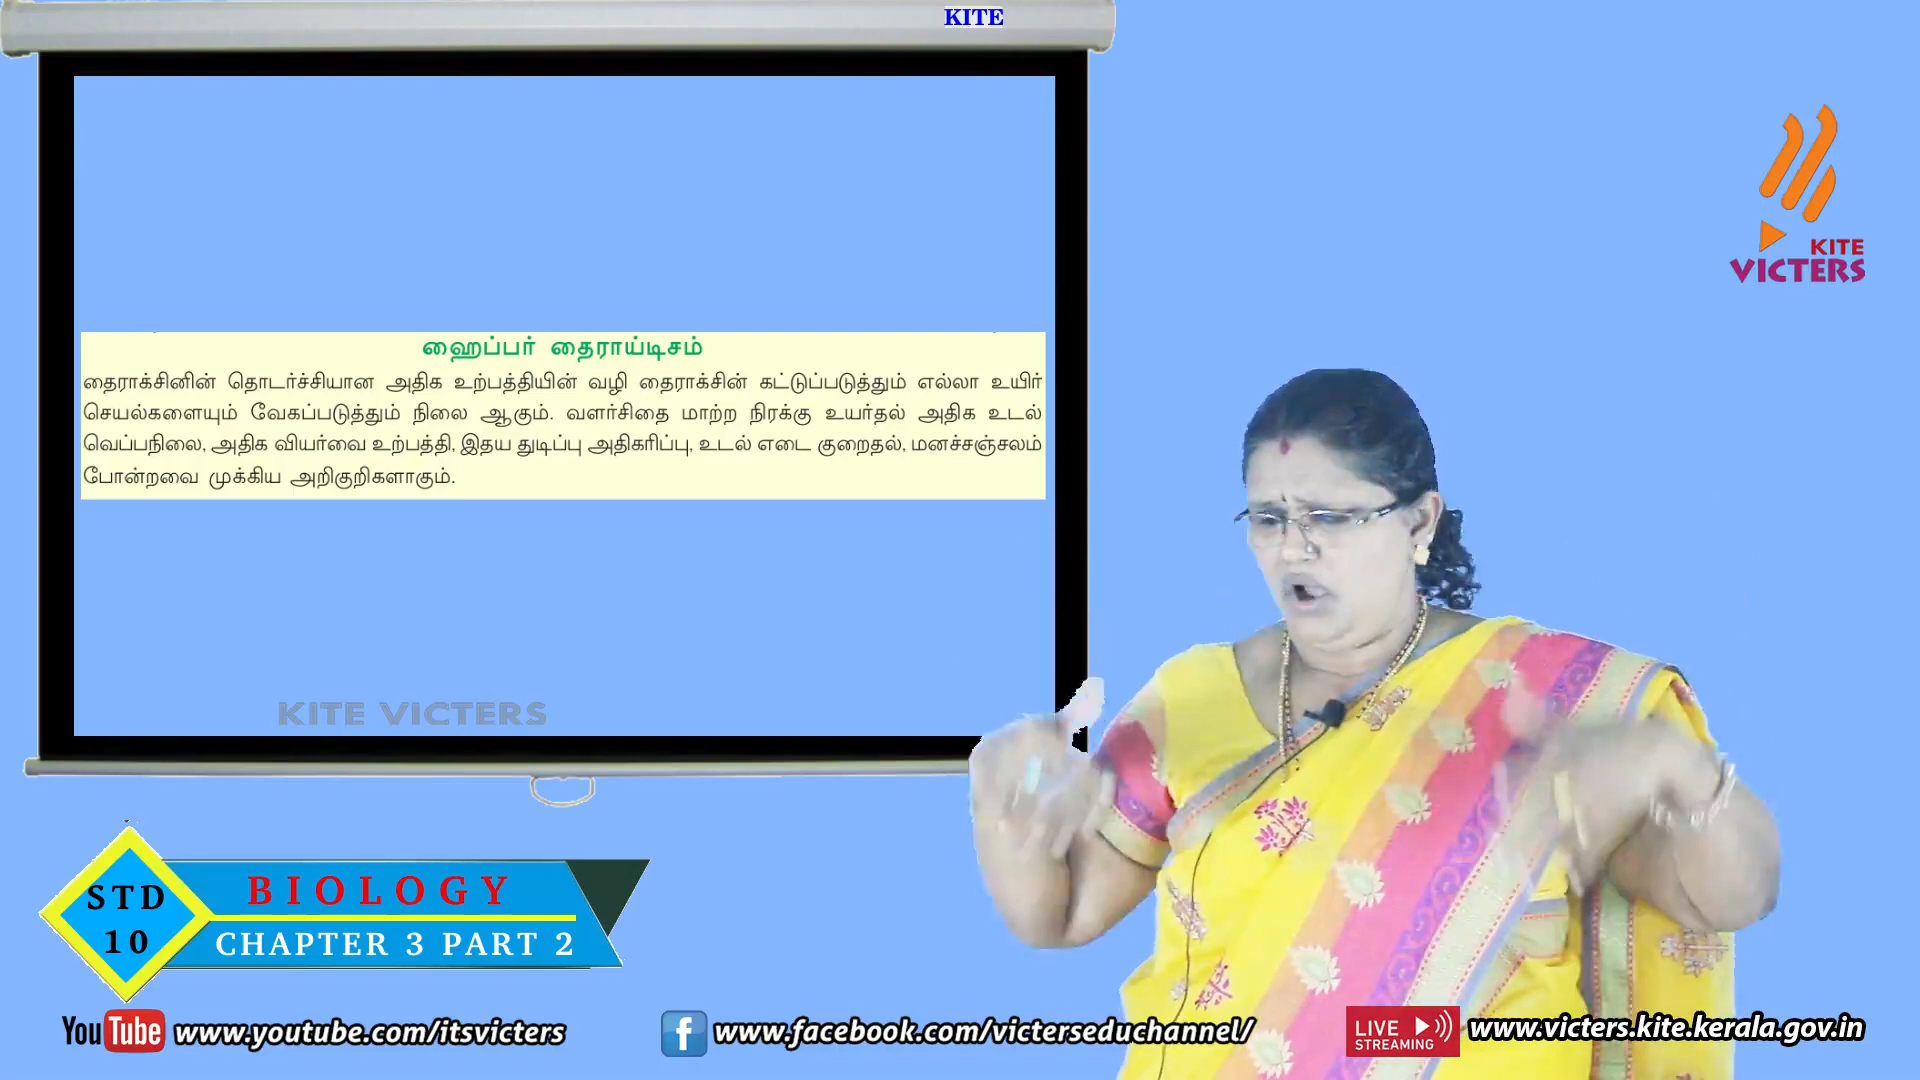 KITE
KITE
VICTERS
ஹைப்பர் தைராய்டிசம்
தைராக்சினின் தொடர்ச்சியான அதிக உற்பத்தியின் வழி தைராக்சின் கட்டுப்படுத்தும் எல்லா உயிர்
செயல்களையும் வேகப்படுத்தும் நிலை ஆகும். வளர்சிதை மாற்ற நிரக்கு உயர்தல் அதிக உடல்
வெப்பநிலை, அதிக வியர்வை உற்பத்தி, இதய துடிப்பு அதிகரிப்பு, உடல் எடை குறைதல், மனச்சஞ்சலம்
போன்றவை முக்கிய அறிகுறிகளாகும்.
KITE VICTERS
STD
10
BIOLOGY
CHAPTER 3 PART 2
YouTube www.youtube.com/itsvicters
f www.facebook.com/victerseduchannel/
LIVE
STREAMING
www.victers.kite.kerala.gov.in